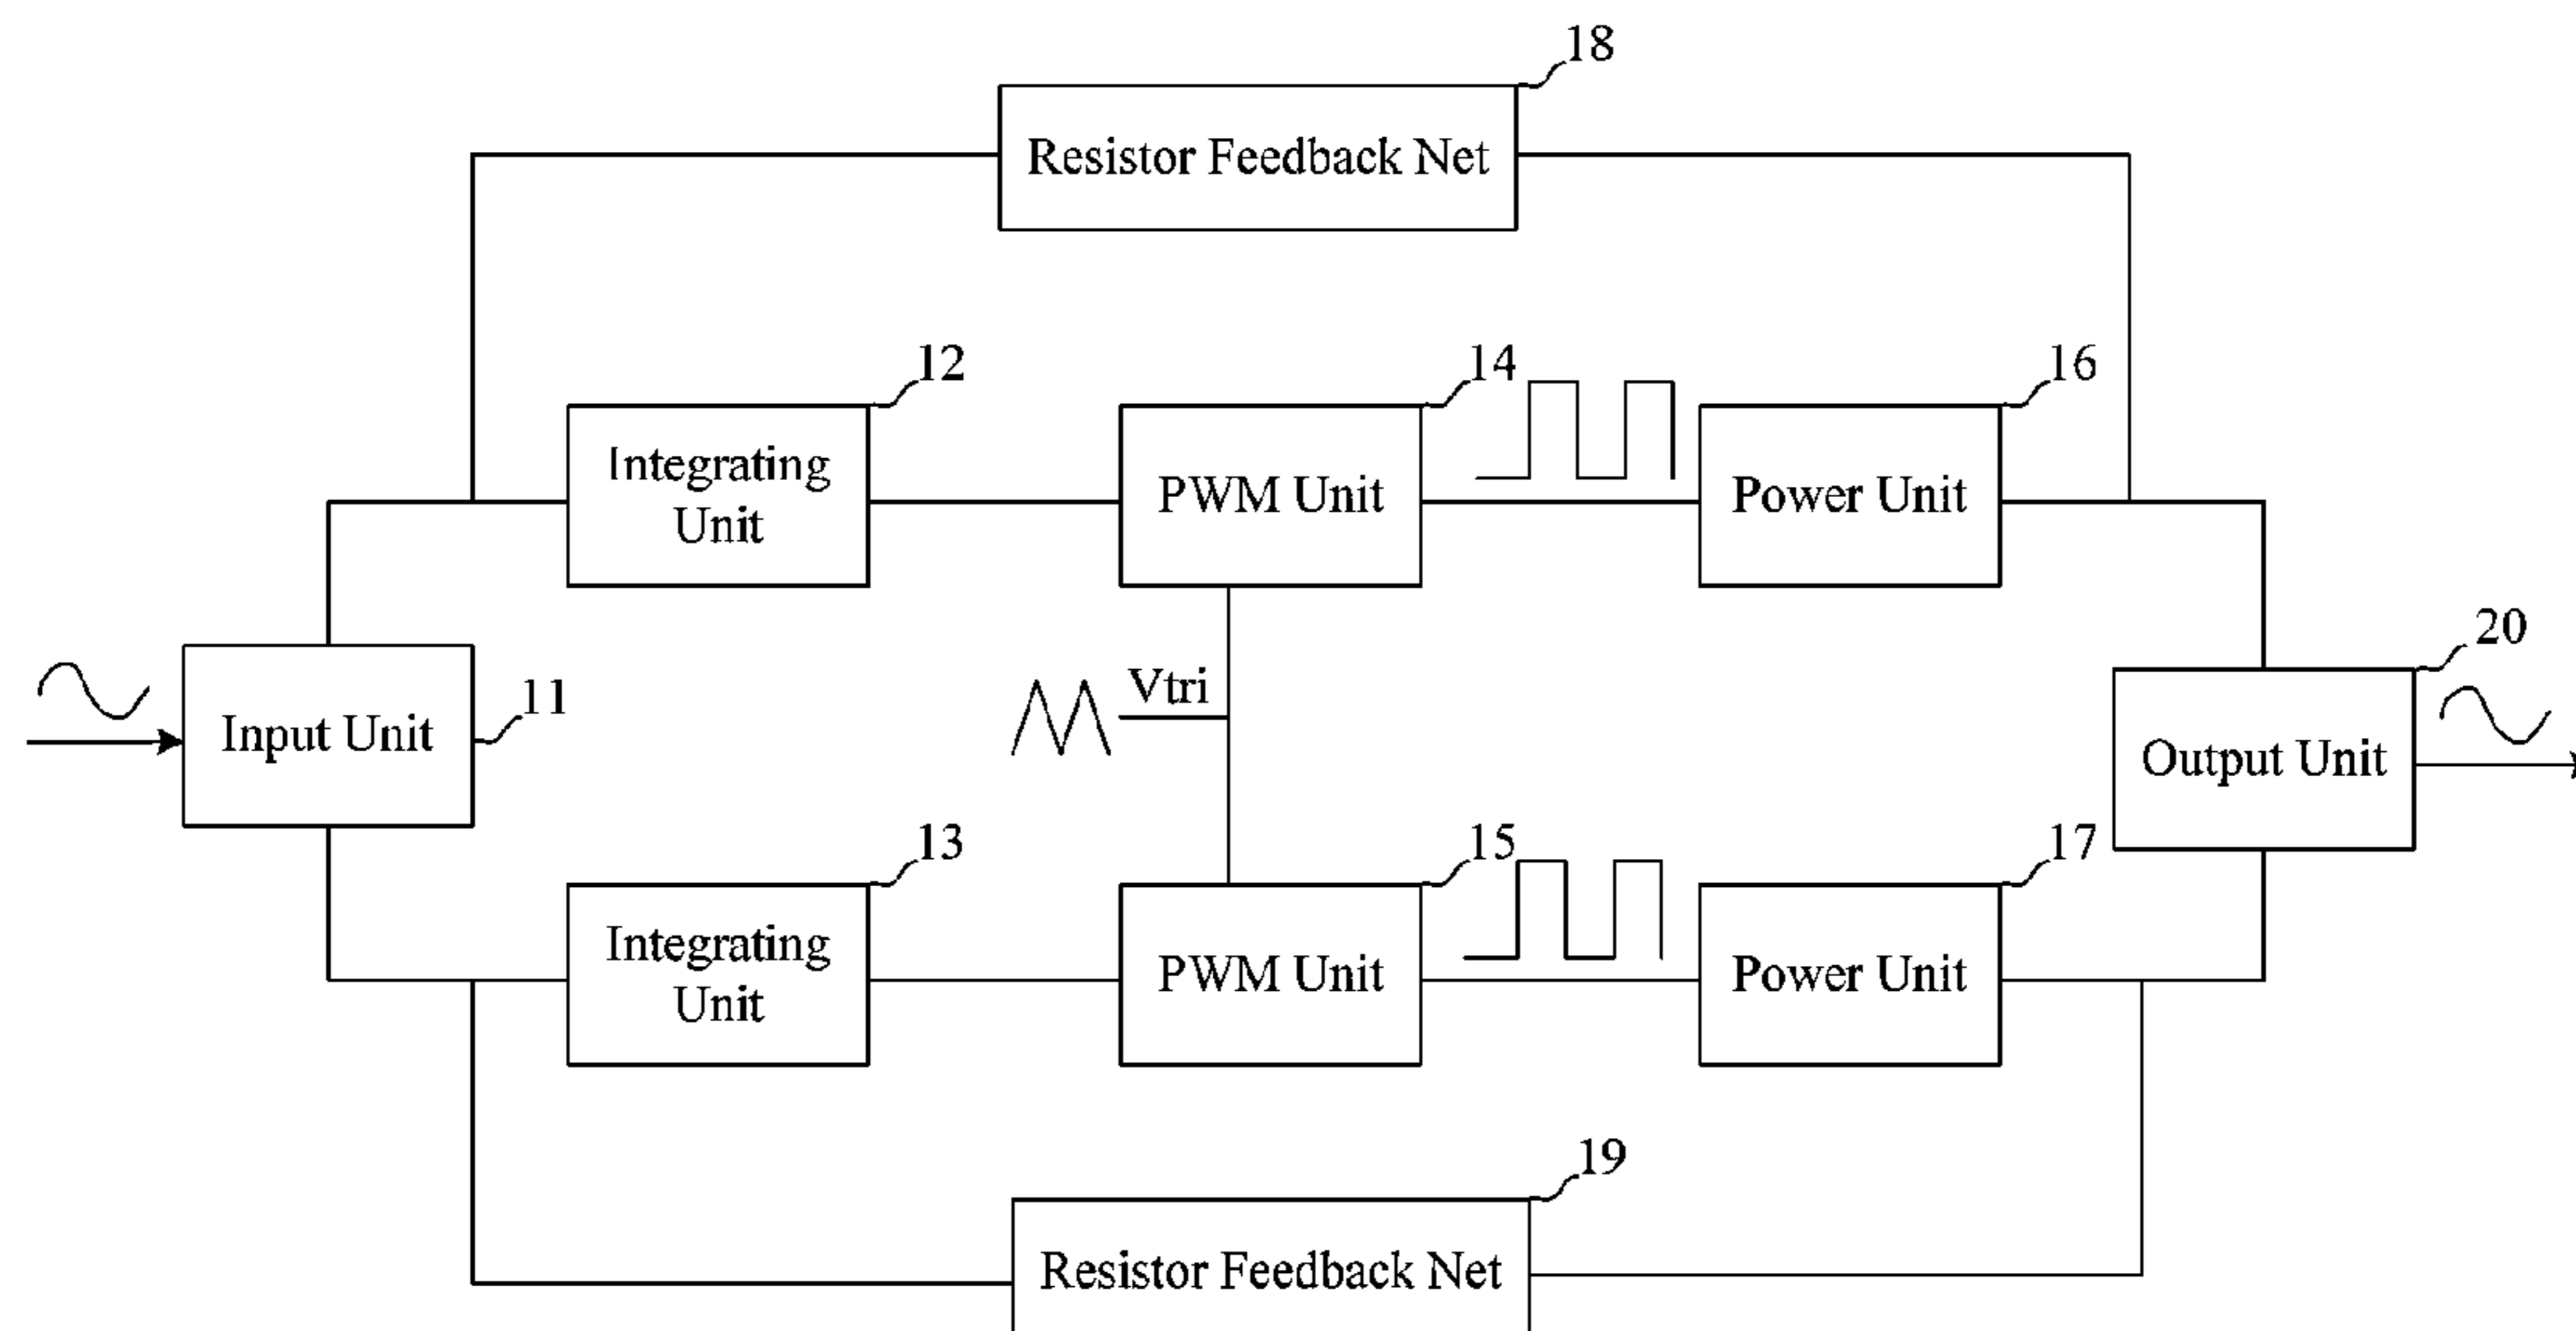 18
Resistor Feedback Net
12
14
16
Integrating
Unit
PWM Unit
Power Unit
20
Vtri
11
Input Unit
Output Unit
13
15
17
Integrating
Unit
PWM Unit
Power Unit
19
Resistor Feedback Net